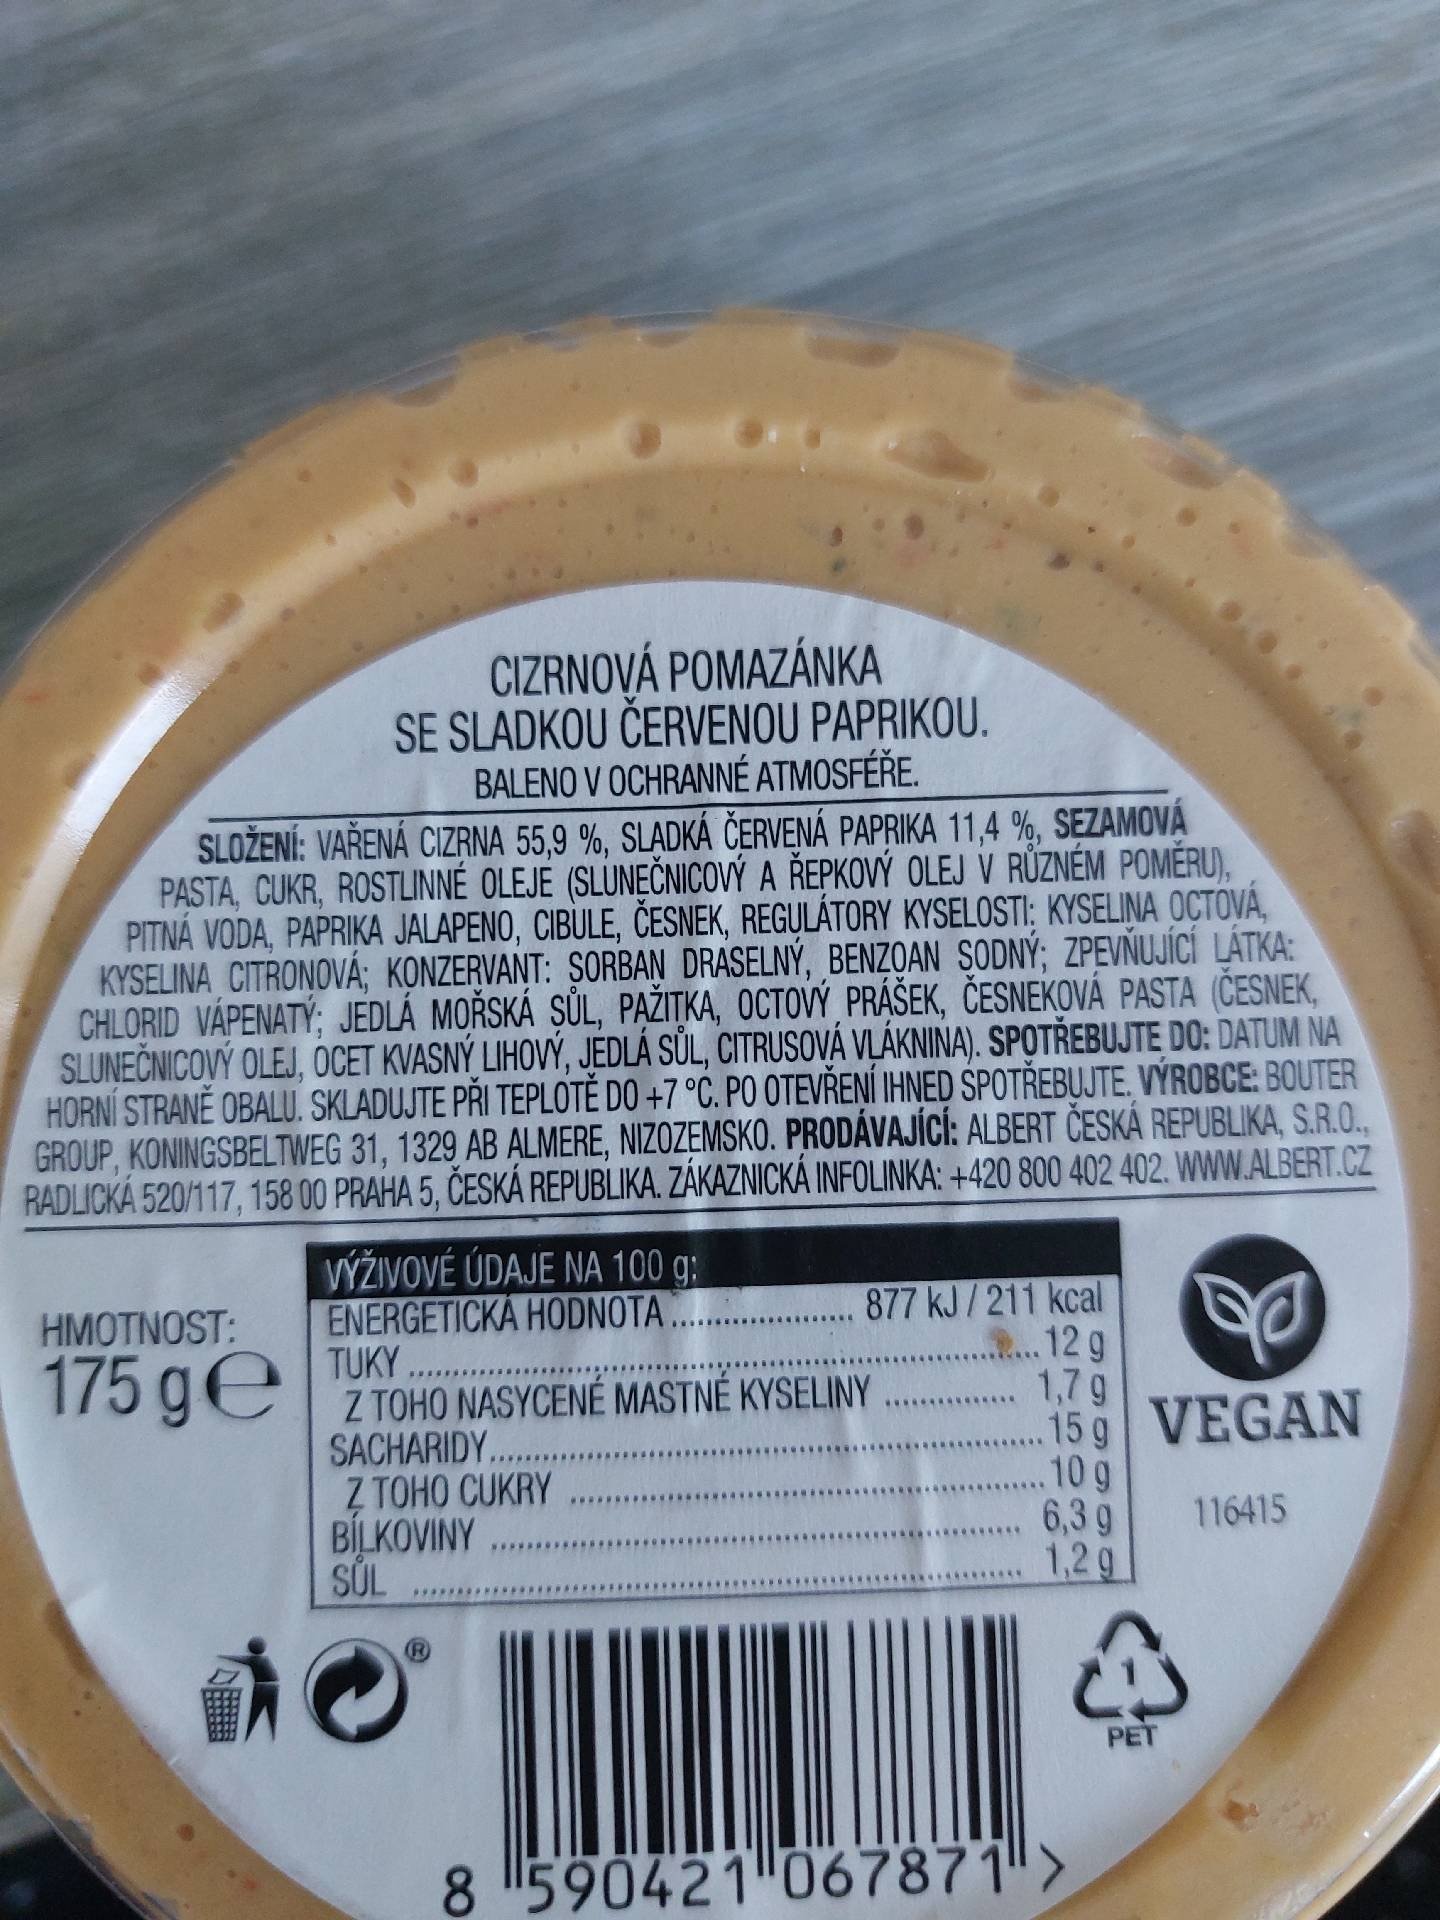 CIZRNOVÁ POMAZÁNKA
SE SLADKOU ČERVENOU PAPRIKOU.
BALENO V OCHRANNÉ ATMOSFÉŘE.
SLOŽENÍ: VAŘENÁ CIZRNA 55,9 %, SLADKÁ ČERVENÁ PAPRIKA 11,4 %, SEZAMOVÁ
PASTA, CUKR, ROSTLINNÉ OLEJE (SLUNEČNICOVÝ A ŘEPKOVÝ OLEJ V RŮZNÉM POMĚRU),
PITNÁ VODA, PAPRIKA JALAPENO, CIBULE, ČESNEK, REGULÁTORY KYSELOSTI: KYSELINA OCTOVÁ,
KYSELINA CITRONOVÁ; KONZERVANT: SORBAN DRASELNÝ, BENZOAN SODNÝ; ZPEVŇUJÍCÍ LÁTKA:
CHLORID VÁPENATÝ; JEDLÁ MOŘSKÁ SŮL, PAŽITKA, OCTOVÝ PRÁŠEK, ČESNEKOVÁ PASTA (ČESNEK,
SLUNEČNICOVÝ OLEJ, OCET KVASNÝ LIHOVÝ, JEDLÁ SŮL, CITRUSOVÁ VLÁKNINA). SPOTŘEBUJTE DO: DATUM NA
HORNÍ STRANĚ OBALU. SKLADUJTE PŘI TEPLOTĚ DO +7 °C. PO OTEVŘENÍ IHNED SPOTŘEBUJTE. VÝROBCE: BOUTER
GROUP, KONINGSBELTWEG 31, 1329 AB ALMERE, NIZOZEMSKO. PRODÁVAJÍCÍ: ALBERT ČESKÁ REPUBLIKA, S.R.O.,
RADLICKÁ 520/117, 158 00 PRAHA 5, ČESKÁ REPUBLIKA. ZÁKAZNICKÁ INFOLINKA: +420 800 402 402. WWW.ALBERT.CZ
HMOTNOST:
175 g e
VÝŽIVOVÉ ÚDAJE NA 100 g:
ENERGETICKÁ HODNOTA .................... 877 kJ / 211 kcal
TUKY .................... 12 g
Z TOHO NASYCENÉ MASTNÉ KYSELINY .................... 1,7 g
SACHARIDY .................... 15 g
Z TOHO CUKRY .................... 10 g
BÍLKOVINY .................... 6,3 g
SŮL .................... 1,2 g
VEGAN
116415
®
1
PET
8 590421 067871 >